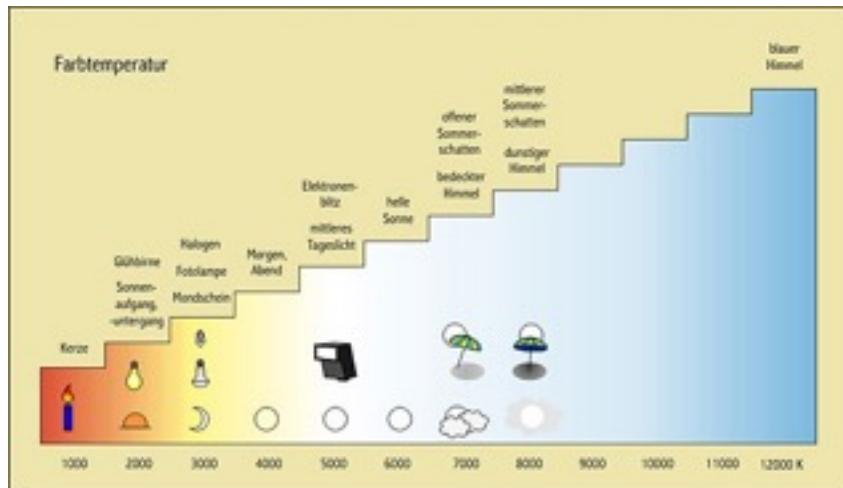 Farbtemperatur
blauer
Himmel
mittlerer
Sommer-
schatten
dunstiger
Himmel
offener
Sommer-
schatten
bedeckter
Himmel
Elektronen-
blitz
mittleres
Tageslicht
helle
Sonne
Halogen
Fotolampe
Mondschein
Morgen,
Abend
Glühbirne
Sonnen-
aufgang,
-untergang
Kerze
1000 2000 3000 4000 5000 6000 7000 8000 9000 10000 11000 12000 K